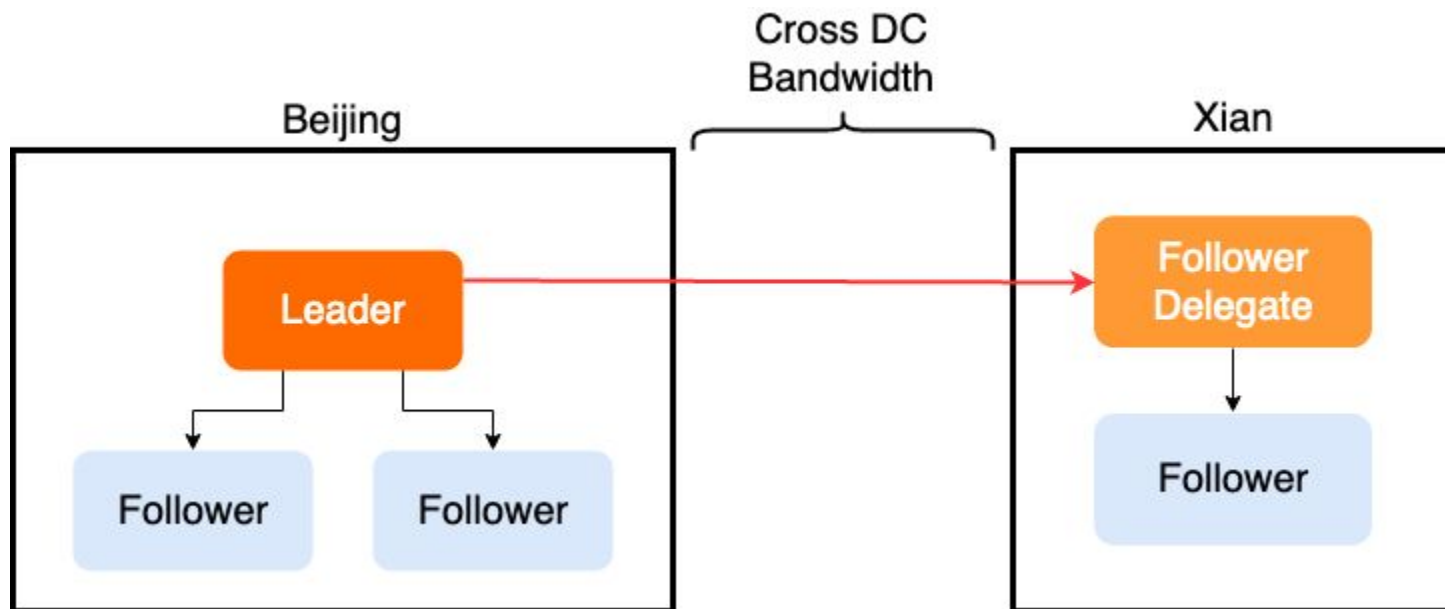 Cross DC
Bandwidth
Beijing
Xian
Leader
Follower
Delegate
Follower
Follower
Follower